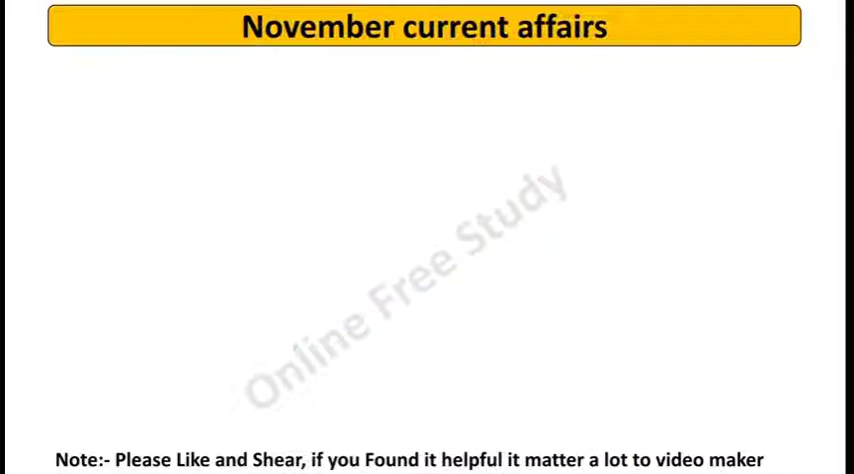 November current affairs
Online Free Study
Note:- Please Like and Shear, if you Found it helpful it matter a lot to video maker